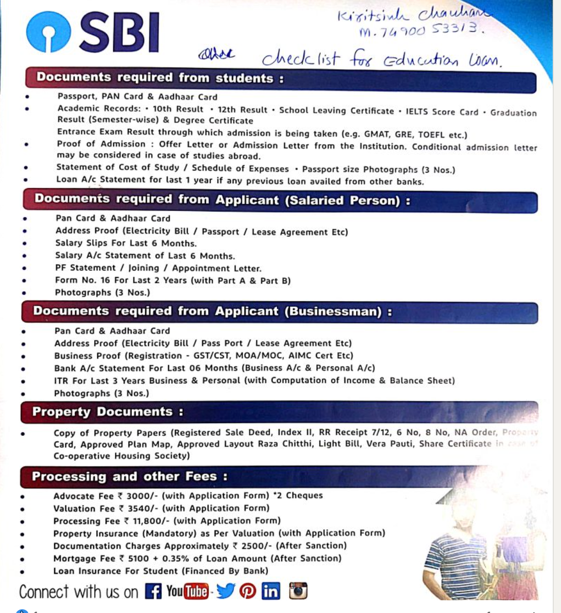 SBI
Kiritsinh Chauhan
M. 74900 53313.
checklist for Education Loan.
Documents required from students :
• Passport, PAN Card & Aadhaar Card
• Academic Records: • 10th Result • 12th Result • School Leaving Certificate • IELTS Score Card • Graduation
Result (Semester-wise) & Degree Certificate
Entrance Exam Result through which admission is being taken (e.g. GMAT, GRE, TOEFL etc.)
• Proof of Admission : Offer Letter or Admission Letter from the Institution. Conditional admission letter
may be considered in case of studies abroad.
• Statement of Cost of Study / Schedule of Expenses • Passport size Photographs (3 Nos.)
• Loan A/c Statement for last 1 year if any previous loan availed from other banks.
Documents required from Applicant (Salaried Person) :
• Pan Card & Aadhaar Card
• Address Proof (Electricity Bill / Passport / Lease Agreement Etc)
• Salary Slips For Last 6 Months.
• Salary A/c Statement of Last 6 Months.
• PF Statement / Joining / Appointment Letter.
• Form No. 16 For Last 2 Years (with Part A & Part B)
• Photographs (3 Nos.)
Documents required from Applicant (Businessman) :
• Pan Card & Aadhaar Card
• Address Proof (Electricity Bill / Pass Port / Lease Agreement Etc)
• Business Proof (Registration - GST/CST, MOA/MOC, AIMC Cert Etc)
• Bank A/c Statement For Last 06 Months (Business A/c & Personal A/c)
• ITR For Last 3 Years Business & Personal (with Computation of Income & Balance Sheet)
• Photographs (3 Nos.)
Property Documents :
• Copy of Property Papers (Registered Sale Deed, Index II, RR Receipt 7/12, 6 No, 8 No, NA Order, Property
Card, Approved Plan Map, Approved Layout Raza Chitthi, Light Bill, Vera Pauti, Share Certificate in case of
Co-operative Housing Society)
Processing and other Fees :
• Advocate Fee ₹ 3000/- (with Application Form) *2 Cheques
• Valuation Fee ₹ 3540/- (with Application Form)
• Processing Fee ₹ 11,800/- (with Application Form)
• Property Insurance (Mandatory) as Per Valuation (with Application Form)
• Documentation Charges Approximately ₹ 2500/- (After Sanction)
• Mortgage Fee ₹ 5100 + 0.35% of Loan Amount (After Sanction)
• Loan Insurance For Student (Financed By Bank)
Connect with us on f YouTube in